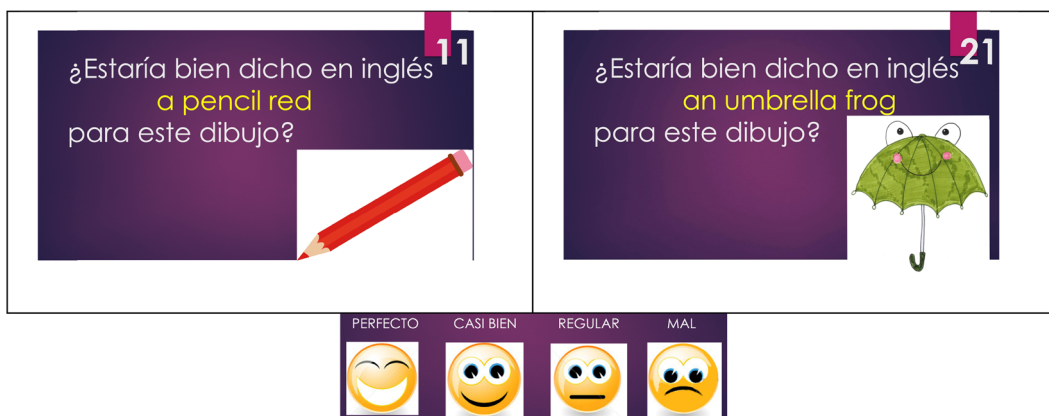 11
¿Estaría bien dicho en inglés
a pencil red
para este dibujo?
21
¿Estaría bien dicho en inglés
an umbrella frog
para este dibujo?
PERFECTO CASI BIEN REGULAR MAL